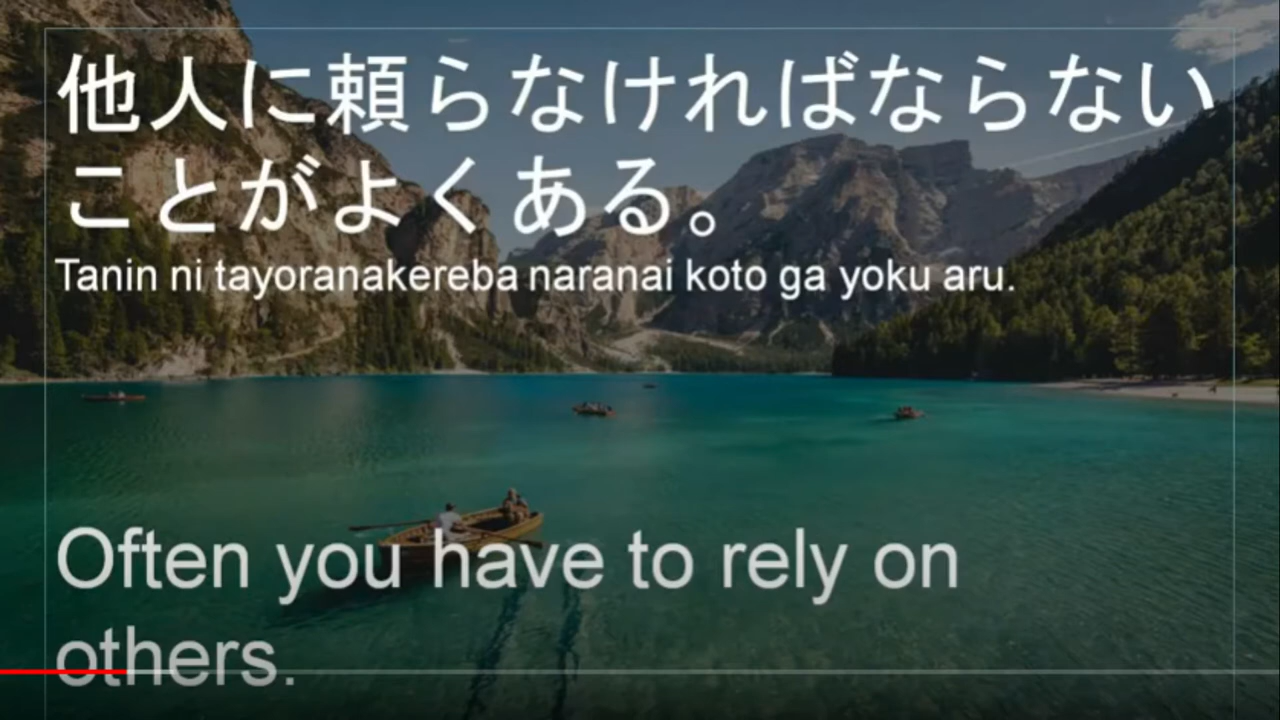 他人に頼らなければならない
ことがよくある。
Tanin ni tayoranakereba naranai koto ga yoku aru.
Often you have to rely on
others.